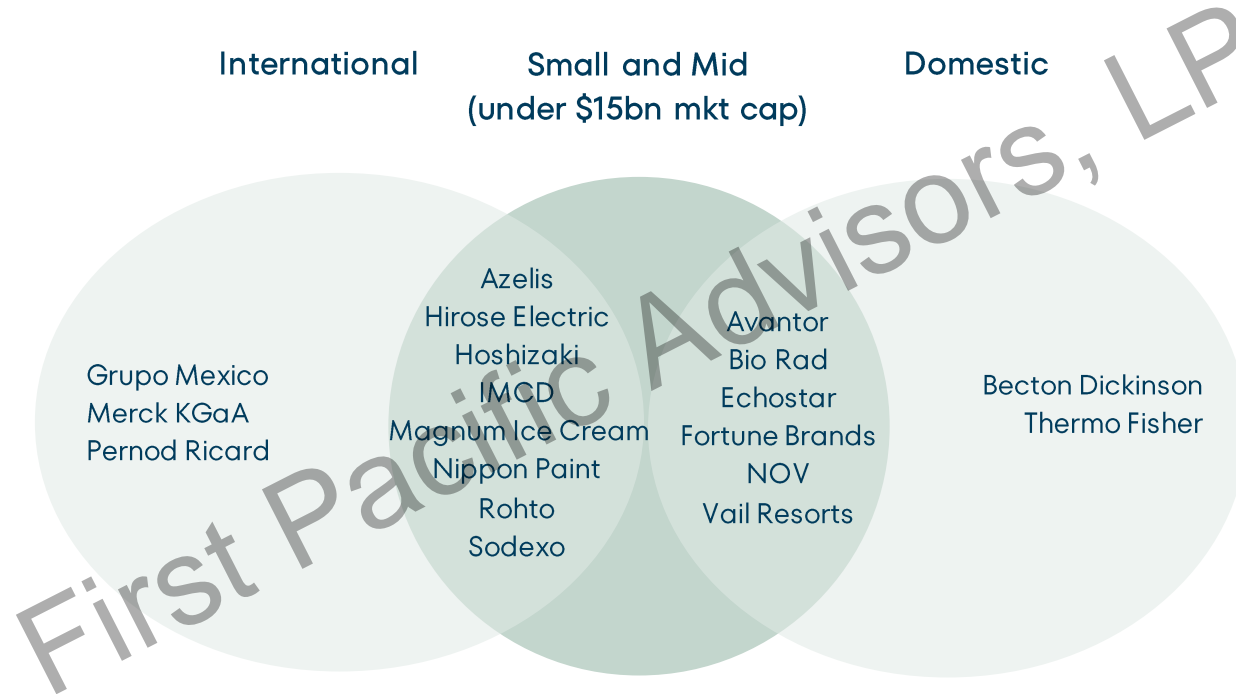 International
Small and Mid
(under $15bn mkt cap)
Domestic
Grupo Mexico
Merck KGaA
Pernod Ricard
Azelis
Hirose Electric
Hoshizaki
IMCD
Magnum Ice Cream
Nippon Paint
Rohto
Sodexo
Avantor
Bio Rad
Echostar
Fortune Brands
NOV
Vail Resorts
Becton Dickinson
Thermo Fisher
First Pacific Advisors, LP